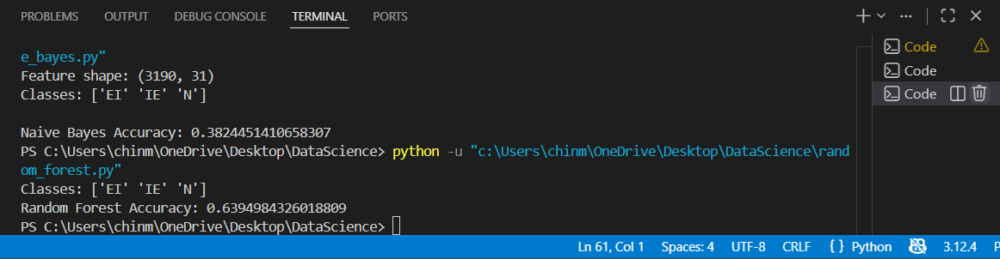 PROBLEMS OUTPUT DEBUG CONSOLE TERMINAL PORTS
e_bayes.py"
Feature shape: (3190, 31)
Classes: ['EI' 'IE' 'N']
Naive Bayes Accuracy: 0.3824451410658307
PS C:\Users\chinm\OneDrive\Desktop\DataScience> python -u "c:\Users\chinm\OneDrive\Desktop\DataScience\rand
om_forest.py"
Classes: ['EI' 'IE' 'N']
Random Forest Accuracy: 0.6394984326018809
PS C:\Users\chinm\OneDrive\Desktop\DataScience>
Code
Code
Code
Ln 61, Col 1 Spaces: 4 UTF-8 CRLF {} Python 3.12.4 P